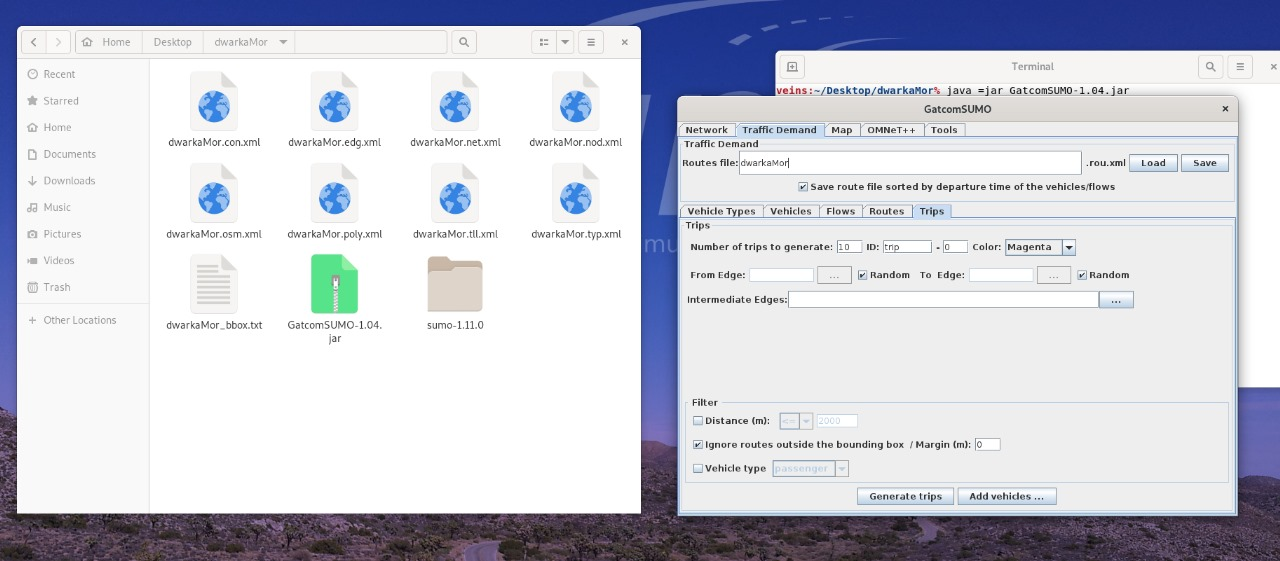 Home
Desktop
dwarkaMor
Recent
Starred
Home
Documents
Downloads
Music
Pictures
Videos
Trash
+ Other Locations
dwarkaMor.con.xml
dwarkaMor.edg.xml
dwarkaMor.net.xml
dwarkaMor.nod.xml
dwarkaMor.osm.xml
dwarkaMor.poly.xml
dwarkaMor.tll.xml
dwarkaMor.typ.xml
dwarkaMor_bbox.txt
GatcomSUMO-1.04.
jar
sumo-1.11.0
Terminal
veins:~/Desktop/dwarkaMor% java =jar GatcomSUMO-1.04.jar
GatcomSUMO
Network Traffic Demand Map OMNeT++ Tools
Traffic Demand
Routes file: dwarkaMor .rou.xml Load Save
Save route file sorted by departure time of the vehicles/flows
Vehicle Types Vehicles Flows Routes Trips
Trips
Number of trips to generate: 10 ID: trip - 0 Color: Magenta
From Edge: ... Random To Edge: ... Random
Intermediate Edges: ...
Filter
Distance (m): <= 2000
Ignore routes outside the bounding box / Margin (m): 0
Vehicle type passenger
Generate trips Add vehicles ...